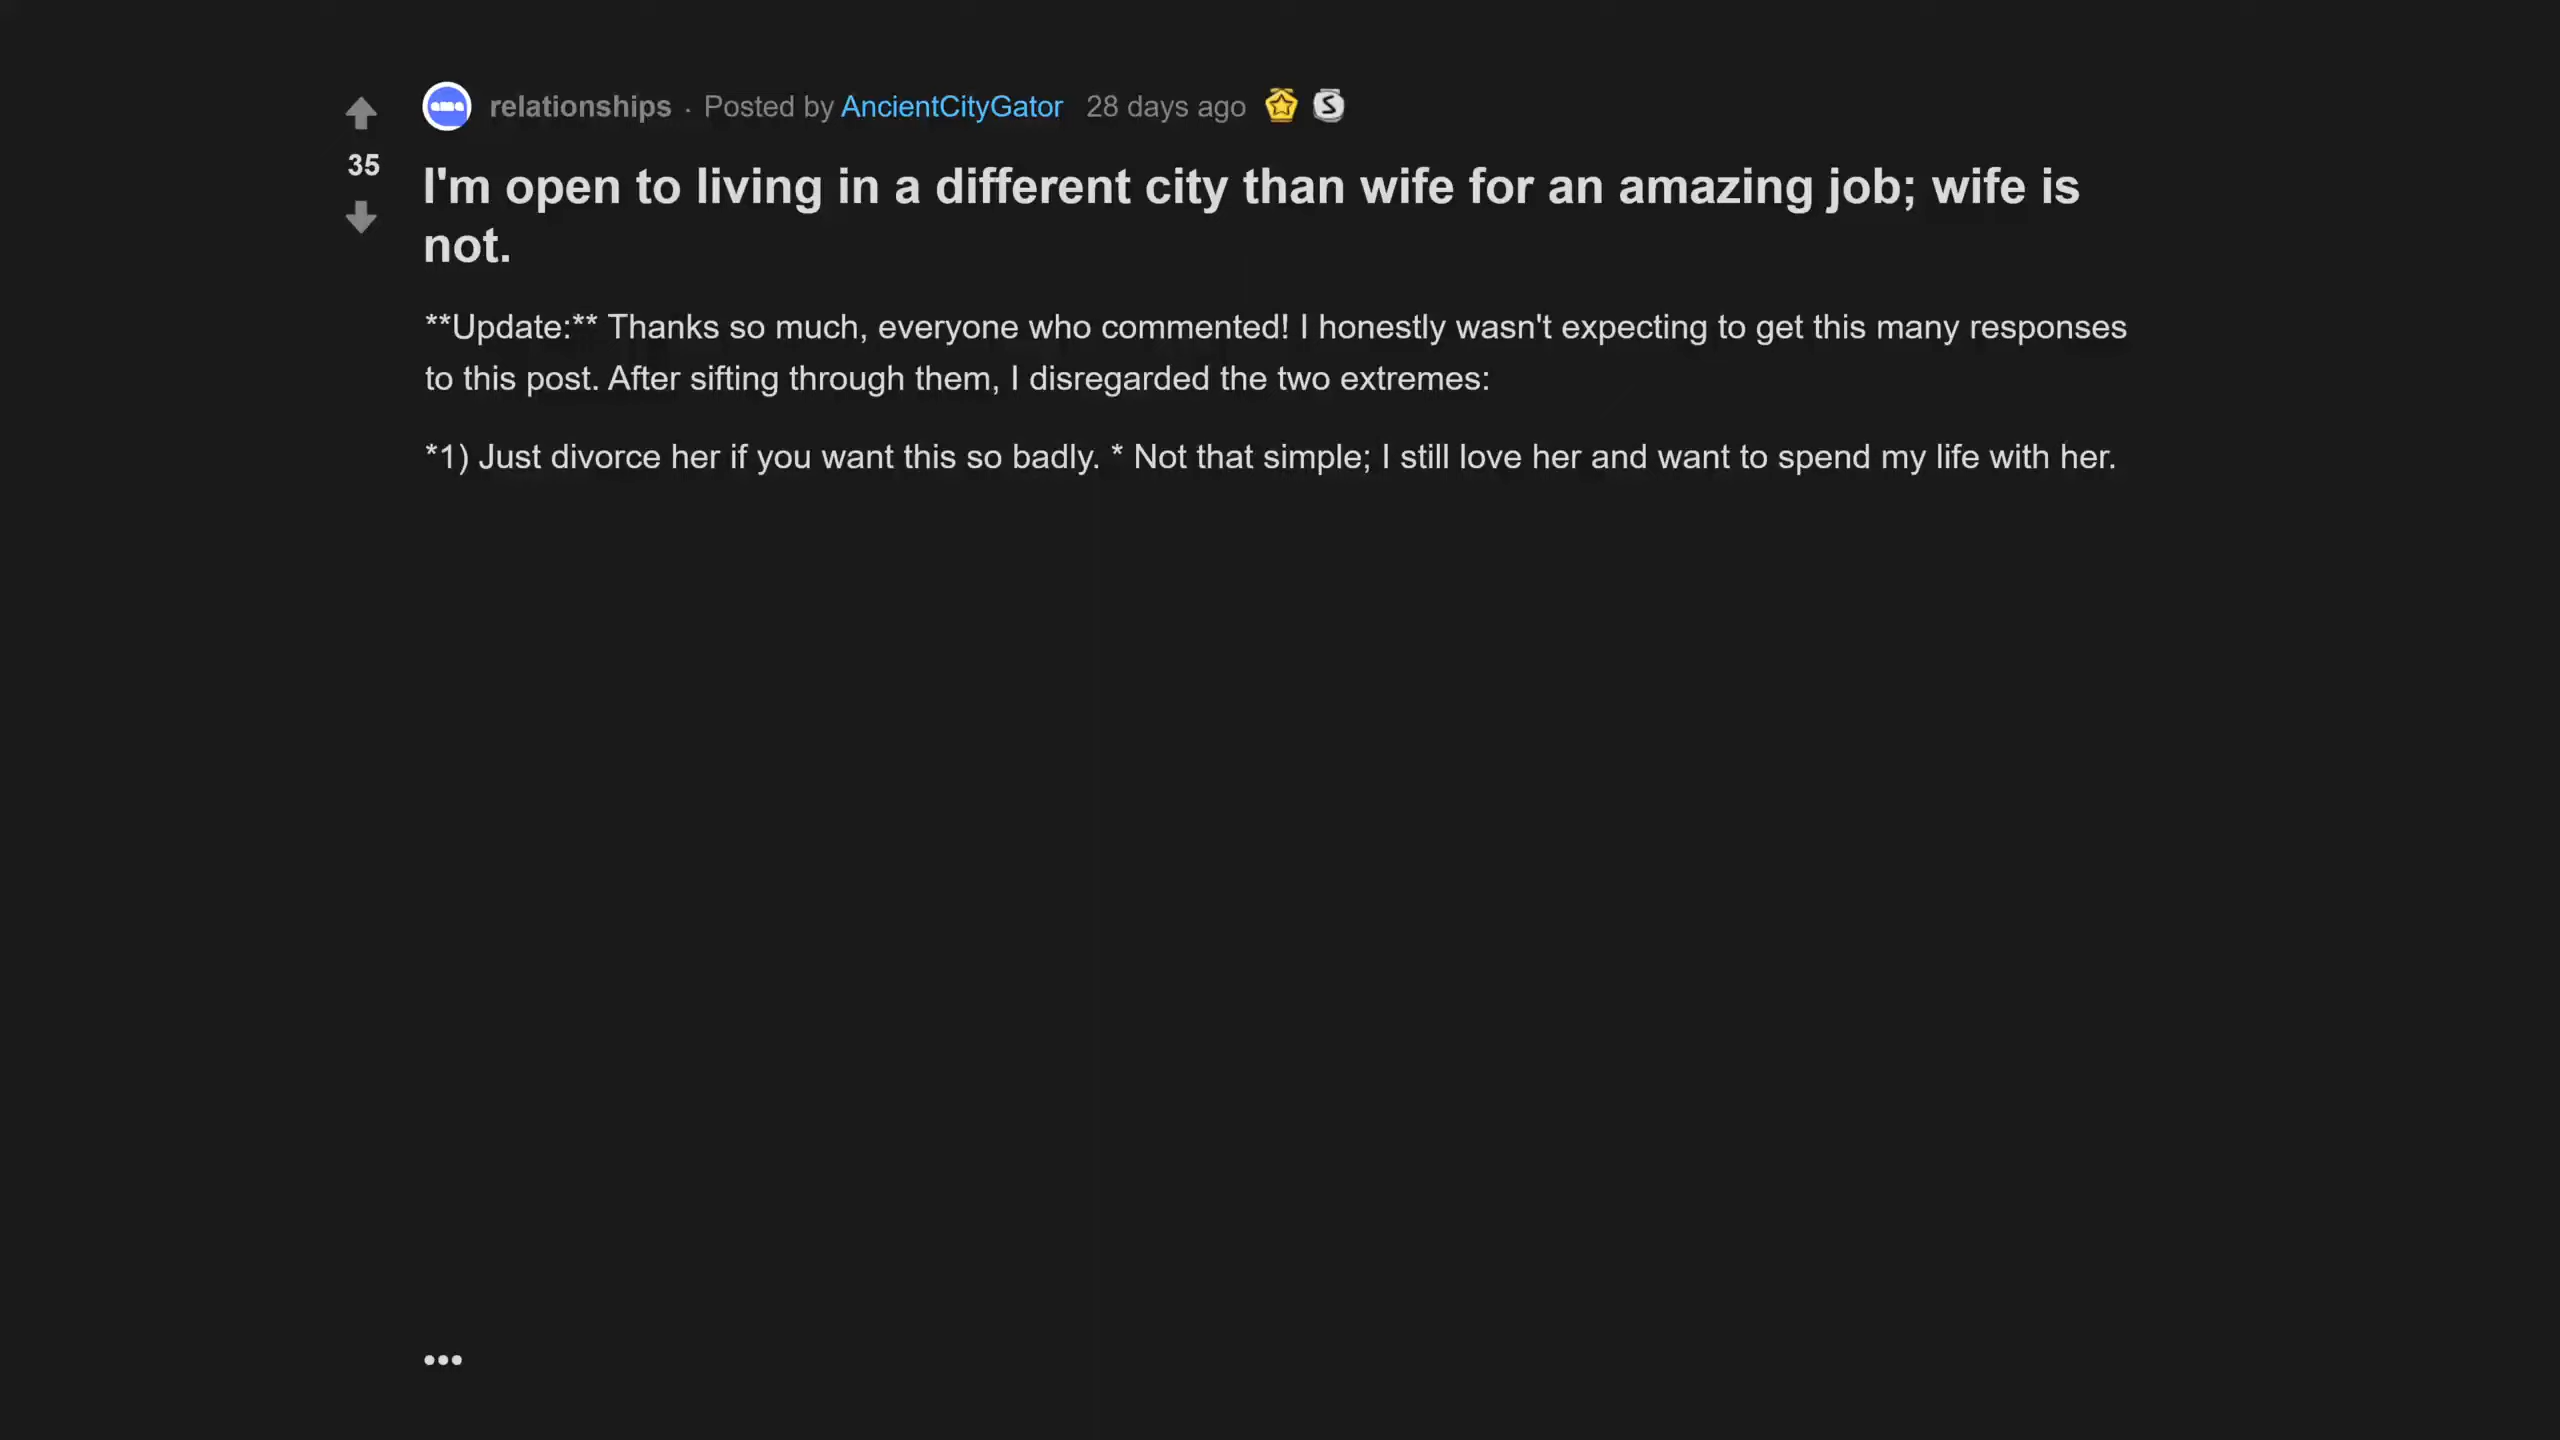 relationships · Posted by AncientCityGator 28 days ago
35
I'm open to living in a different city than wife for an amazing job; wife is
not.
**Update:** Thanks so much, everyone who commented! I honestly wasn't expecting to get this many responses
to this post. After sifting through them, I disregarded the two extremes:
*1) Just divorce her if you want this so badly. * Not that simple; I still love her and want to spend my life with her.
•••